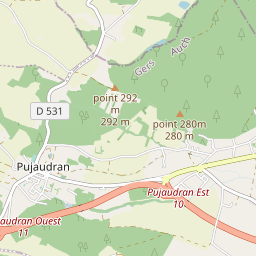 Gers
Auch
point 292
m
292 m
D 531
point 280m
280 m
Pujaudran
Pujaudran Est
10
audran Ouest
11